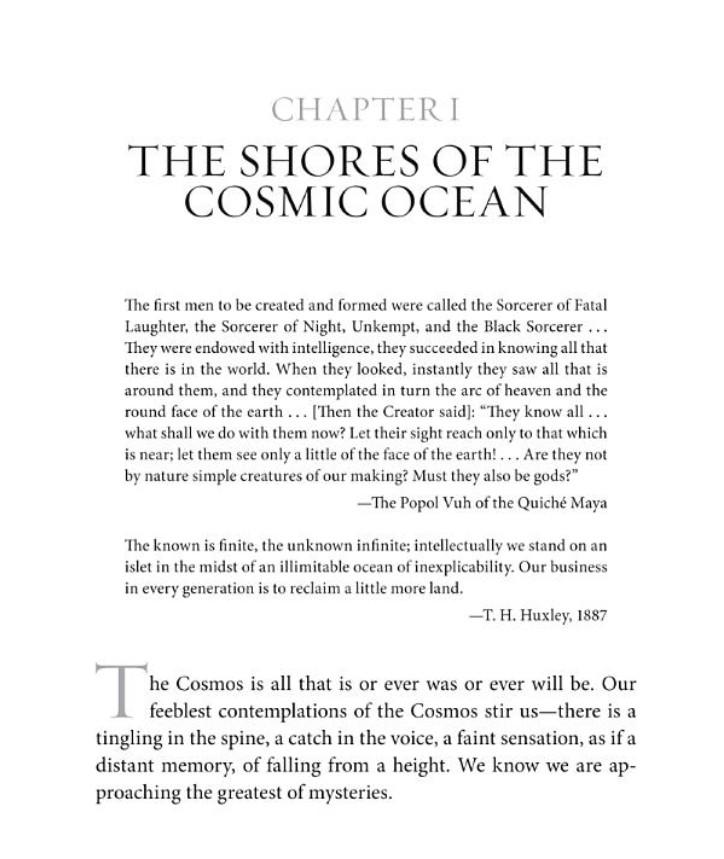 CHAPTER I
THE SHORES OF THE
COSMIC OCEAN
The first men to be created and formed were called the Sorcerer of Fatal
Laughter, the Sorcerer of Night, Unkempt, and the Black Sorcerer . . .
They were endowed with intelligence, they succeeded in knowing all that
there is in the world. When they looked, instantly they saw all that is
around them, and they contemplated in turn the arc of heaven and the
round face of the earth . . . [Then the Creator said]: “They know all . . .
what shall we do with them now? Let their sight reach only to that which
is near; let them see only a little of the face of the earth! . . . Are they not
by nature simple creatures of our making? Must they also be gods?”
—The Popol Vuh of the Quiché Maya
The known is finite, the unknown infinite; intellectually we stand on an
islet in the midst of an illimitable ocean of inexplicability. Our business
in every generation is to reclaim a little more land.
—T. H. Huxley, 1887
The Cosmos is all that is or ever was or ever will be. Our
feeblest contemplations of the Cosmos stir us—there is a
tingling in the spine, a catch in the voice, a faint sensation, as if a
distant memory, of falling from a height. We know we are ap-
proaching the greatest of mysteries.